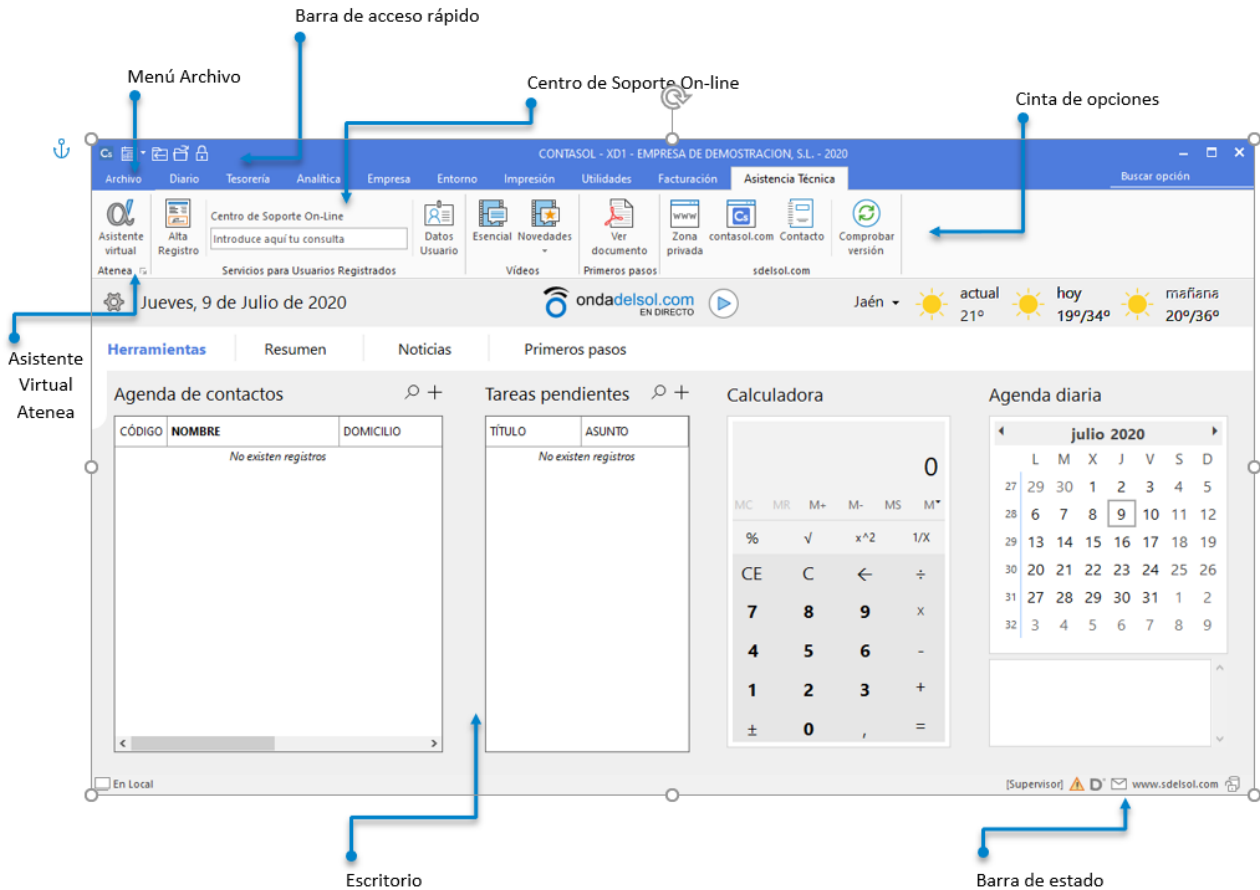 Barra de acceso rápido
Menú Archivo
Centro de Soporte On-line
Cinta de opciones
Cs
CONTASOL - XD1 - EMPRESA DE DEMOSTRACION, S.L. - 2020
Archivo Diario Tesorería Analítica Empresa Entorno Impresión Utilidades Facturación Asistencia Técnica Buscar opción
Centro de Soporte On-Line
Introduce aquí tu consulta
Asistente virtual
Alta Registro
Datos Usuario
Esencial Novedades
Ver documento
www
Zona privada
Cs
contasol.com Contacto
Comprobar versión
Atenea Servicios para Usuarios Registrados Vídeos Primeros pasos sdelsol.com
Jueves, 9 de Julio de 2020
ondadelsol.com
EN DIRECTO
Jaén
actual
21º
hoy
19º/34º
mañana
20º/36º
Asistente
Virtual
Atenea
Herramientas Resumen Noticias Primeros pasos
Agenda de contactos
CÓDIGO NOMBRE DOMICILIO
No existen registros
Tareas pendientes
TÍTULO ASUNTO
No existen registros
Calculadora
0
MC MR M+ M- MS M
% √ x^2 1/X
CE C ← ÷
7 8 9 x
4 5 6 -
1 2 3 +
± 0 , =
Agenda diaria
julio 2020
L M X J V S D
27 29 30 1 2 3 4 5
28 6 7 8 9 10 11 12
29 13 14 15 16 17 18 19
30 20 21 22 23 24 25 26
31 27 28 29 30 31 1 2
32 3 4 5 6 7 8 9
En Local
[Supervisor] D www.sdelsol.com
Escritorio
Barra de estado